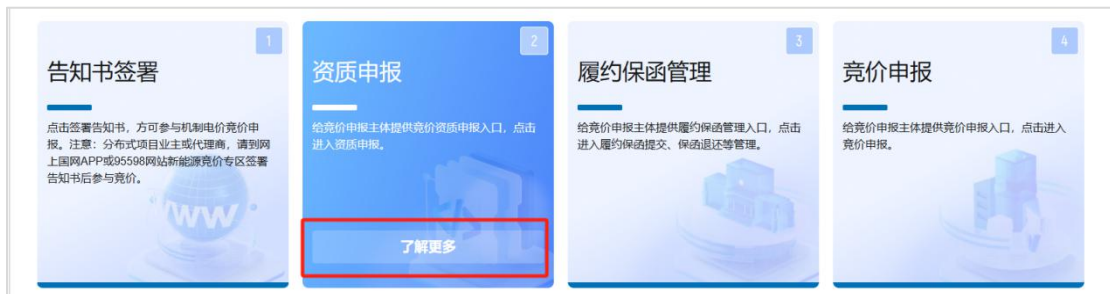 1
告知书签署
点击签署告知书，方可参与机制电价竞价申
报。注意：分布式项目业主或代理商，请到网
上国网APP或95598网站新能源竞价专区签署
告知书后参与竞价。
WWW
2
资质申报
给竞价申报主体提供竞价资质申报入口，点击
进入资质申报。
了解更多
3
履约保函管理
给竞价申报主体提供履约保函管理入口，点击
进入履约保函提交、保函退还等管理。
4
竞价申报
给竞价申报主体提供竞价申报入口，点击进入
竞价申报。